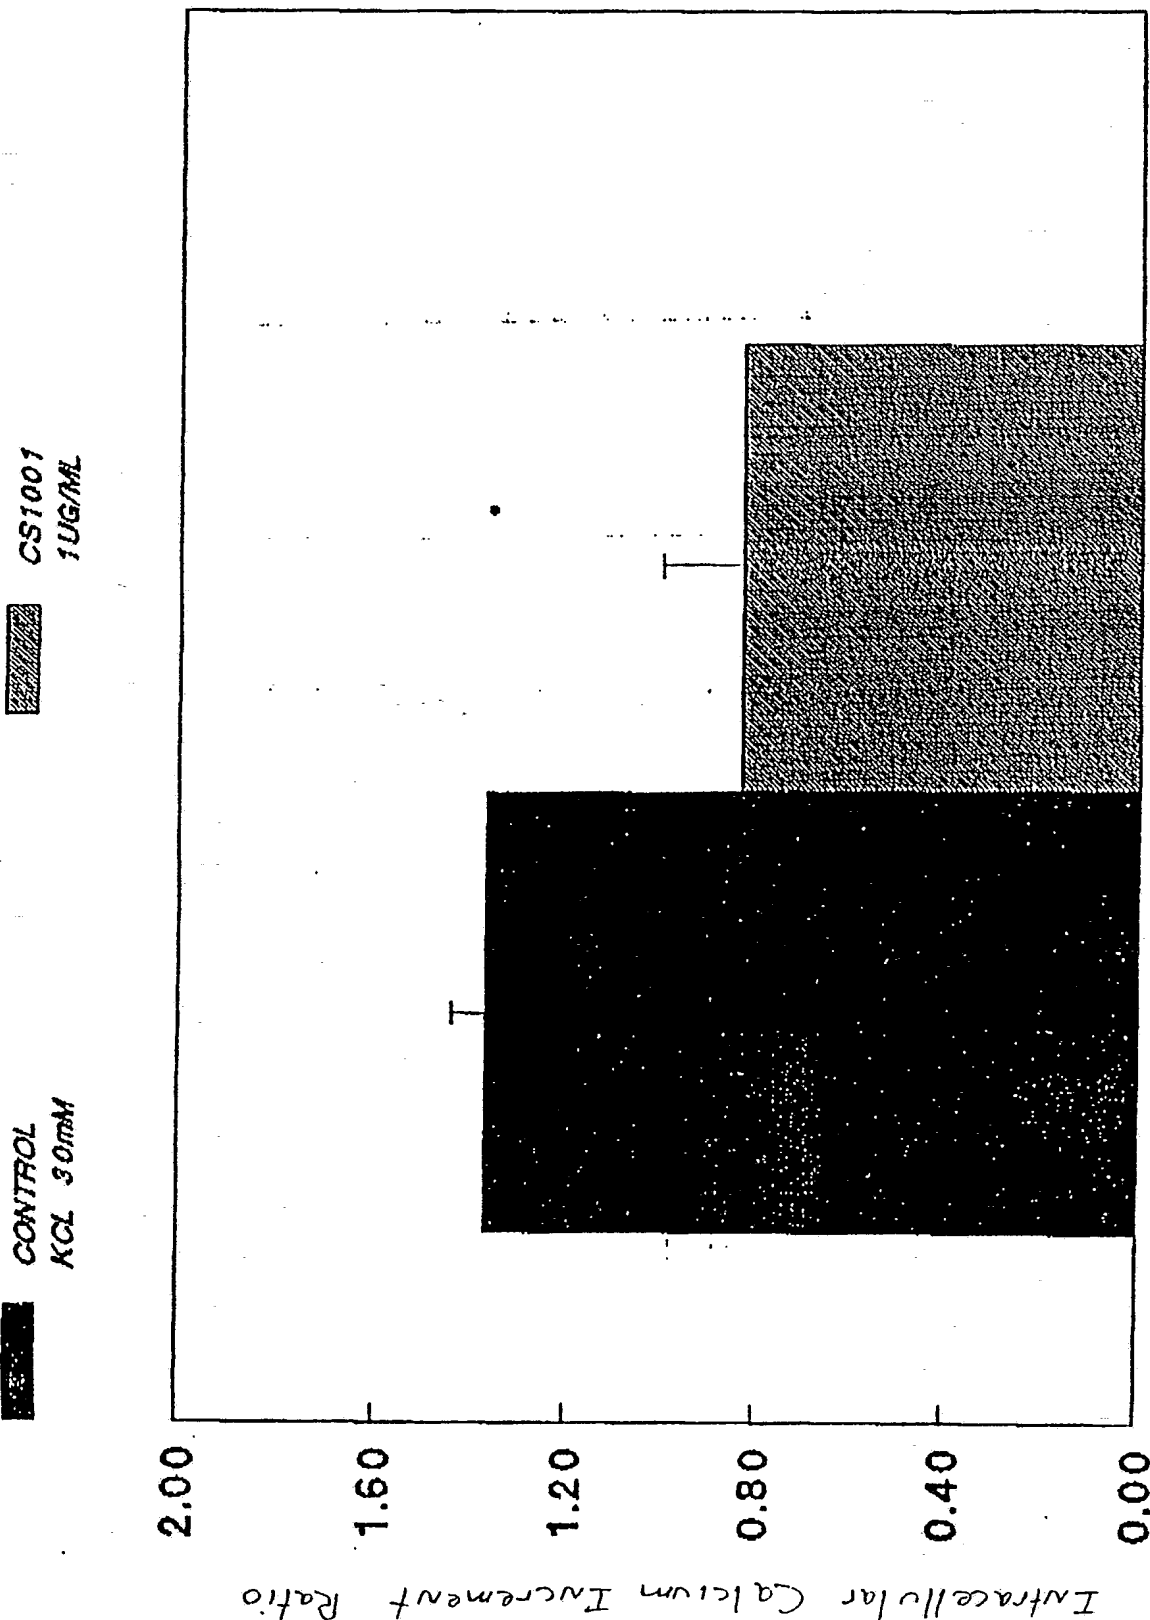 CONTROL
KCL 30mM
CS1001
1UG/ML
2.00
1.60
1.20
0.80
0.40
0.00
Intracellular Calcium Increment Ratio